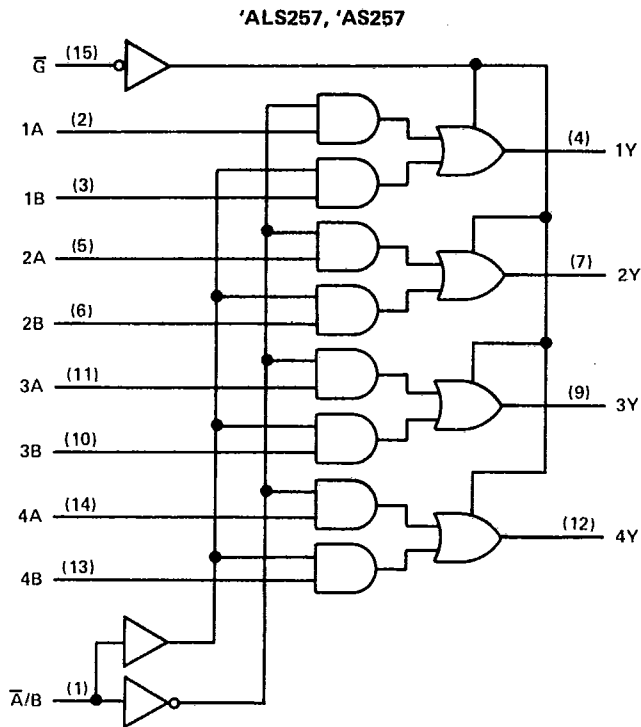 'ALS257, 'AS257
G̅ (15)
1A (2)
(4) 1Y
1B (3)
2A (5)
(7) 2Y
2B (6)
3A (11)
(9) 3Y
3B (10)
4A (14)
(12) 4Y
4B (13)
A̅/B (1)